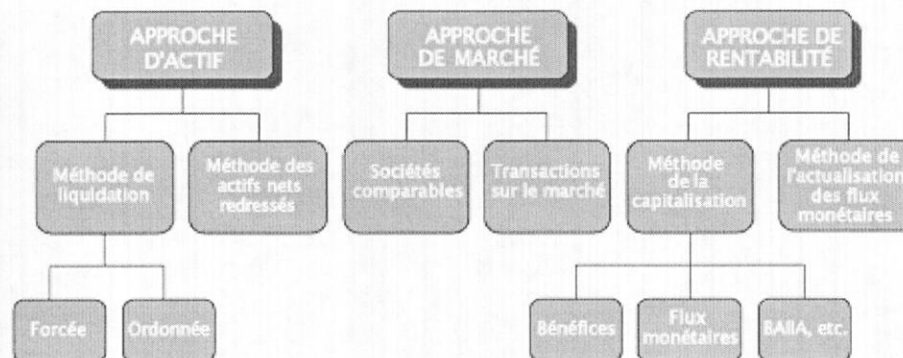 APPROCHE
D'ACTIF
APPROCHE
DE MARCHÉ
APPROCHE DE
RENTABILITÉ
Méthode de
liquidation
Méthode des
actifs nets
redressés
Sociétés
comparables
Transactions
sur le marché
Méthode
de la
capitalisation
Méthode de
l'actualisation
des flux
monétaires
Forcée
Ordonnée
Bénéfices
Flux
monétaires
BAIIA, etc.